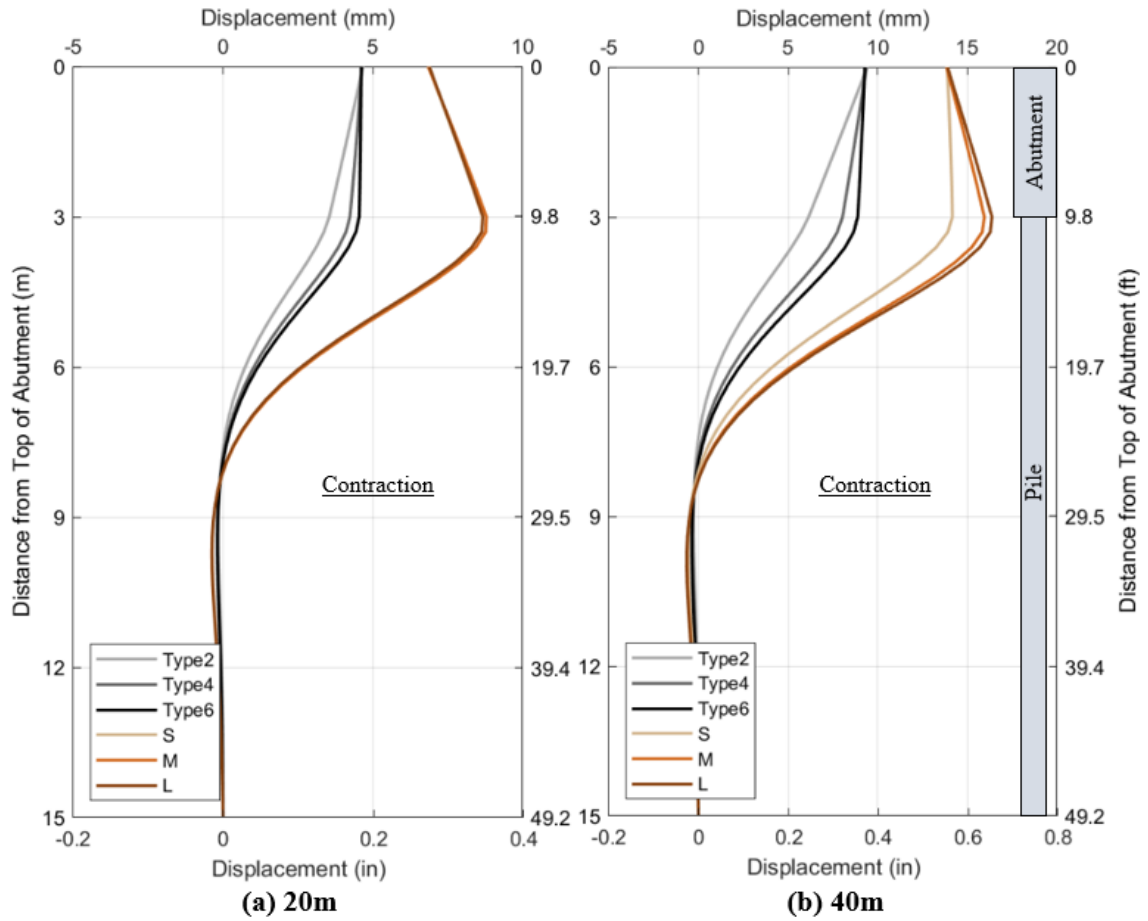 Displacement (mm)
-5 0 5 10
Displacement (mm)
-5 0 5 10 15 20
Distance from Top of Abutment (m)
0
3
6
9
12
15
0
9.8
19.7
29.5
39.4
49.2
Contraction
Type2
Type4
Type6
S
M
L
-0.2 0 0.2 0.4
Displacement (in)
(a) 20m
0
3
6
9
12
15
0
9.8
19.7
29.5
39.4
49.2
Distance from Top of Abutment (ft)
Abutment
Pile
Contraction
Type2
Type4
Type6
S
M
L
-0.2 0 0.2 0.4 0.6 0.8
Displacement (in)
(b) 40m